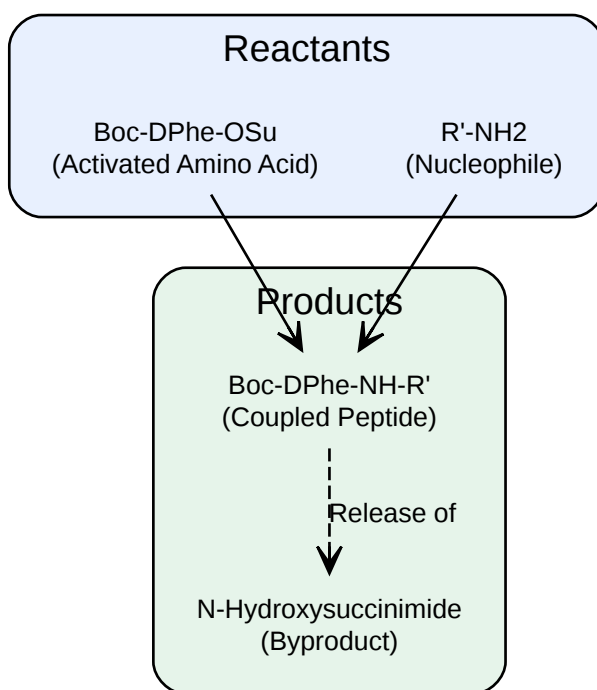 Reactants
Boc-DPhe-OSu
(Activated Amino Acid)
R'-NH2
(Nucleophile)
Products
Boc-DPhe-NH-R'
(Coupled Peptide)
Release of
N-Hydroxysuccinimide
(Byproduct)